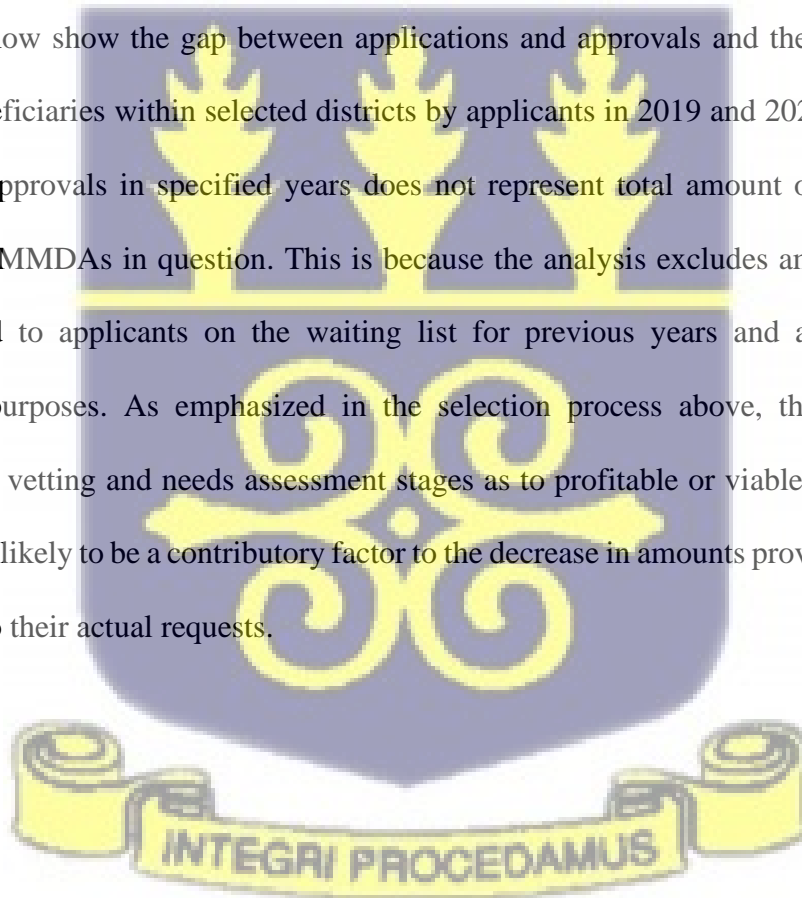 low show the gap between applications and approvals and the
eficiaries within selected districts by applicants in 2019 and 202
pprovals in specified years does not represent total amount o
MMDAs in question. This is because the analysis excludes an
to applicants on the waiting list for previous years and a
purposes. As emphasized in the selection process above, th
vetting and needs assessment stages as to profitable or viable
likely to be a contributory factor to the decrease in amounts prov
their actual requests.
INTEGRI PROCEDAMUS